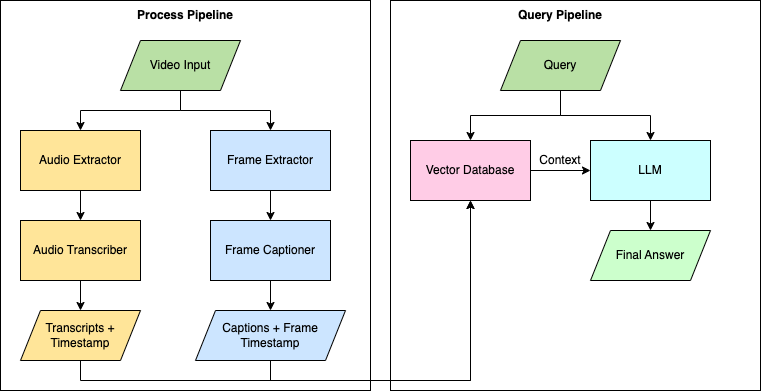 Process Pipeline
Video Input
Audio Extractor
Frame Extractor
Audio Transcriber
Frame Captioner
Transcripts +
Timestamp
Captions + Frame
Timestamp
Query Pipeline
Query
Vector Database
Context
LLM
Final Answer